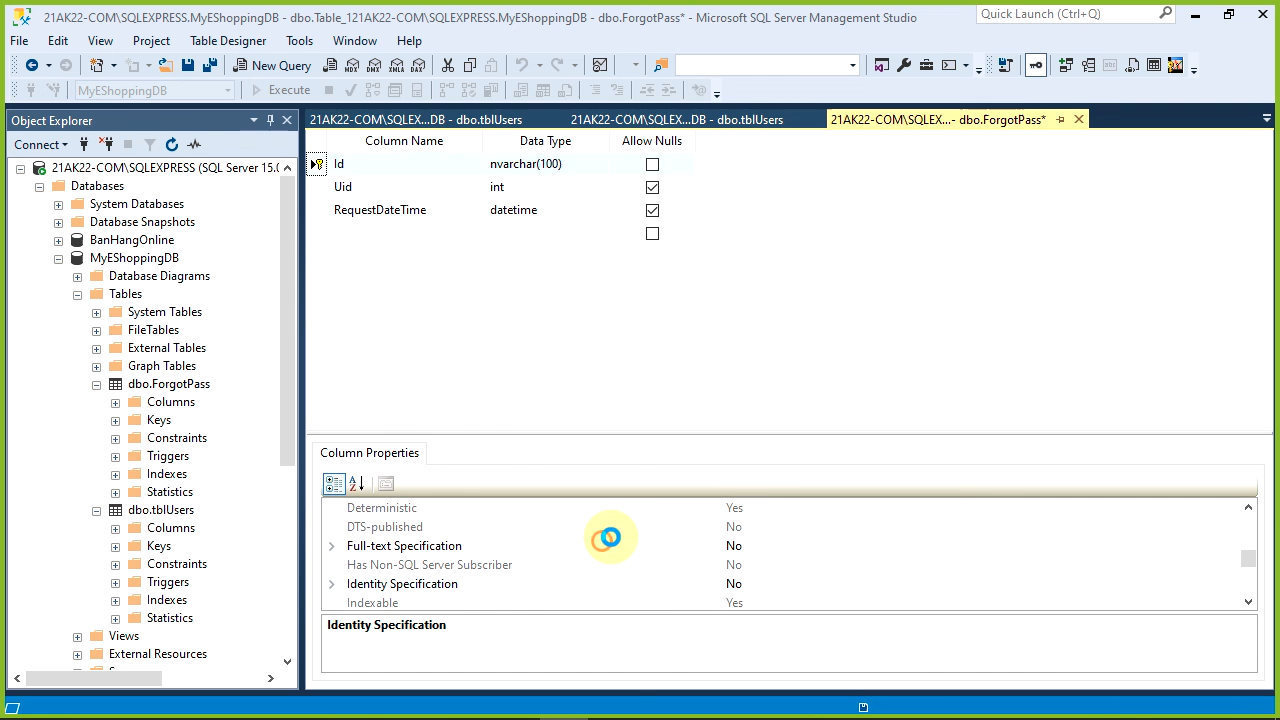 21AK22-COM\SQLEXPRESS.MyEShoppingDB - dbo.Table_121AK22-COM\SQLEXPRESS.MyEShoppingDB - dbo.ForgotPass* - Microsoft SQL Server Management Studio
Quick Launch (Ctrl+Q)
File Edit View Project Table Designer Tools Window Help
New Query MDX DMX XMLA DAX
MyEShoppingDB Execute
Object Explorer
21AK22-COM\SQLEX...DB - dbo.tblUsers 21AK22-COM\SQLEX...DB - dbo.tblUsers 21AK22-COM\SQLEX...- dbo.ForgotPass*
Connect
Column Name Data Type Allow Nulls
Id nvarchar(100)
Uid int
RequestDateTime datetime
21AK22-COM\SQLEXPRESS (SQL Server 15.0
Databases
System Databases
Database Snapshots
BanHangOnline
MyEShoppingDB
Database Diagrams
Tables
System Tables
FileTables
External Tables
Graph Tables
dbo.ForgotPass
Columns
Keys
Constraints
Triggers
Indexes
Statistics
dbo.tblUsers
Columns
Keys
Constraints
Triggers
Indexes
Statistics
Views
External Resources
Column Properties
Deterministic Yes
DTS-published No
Full-text Specification No
Has Non-SQL Server Subscriber No
Identity Specification No
Indexable Yes
Identity Specification